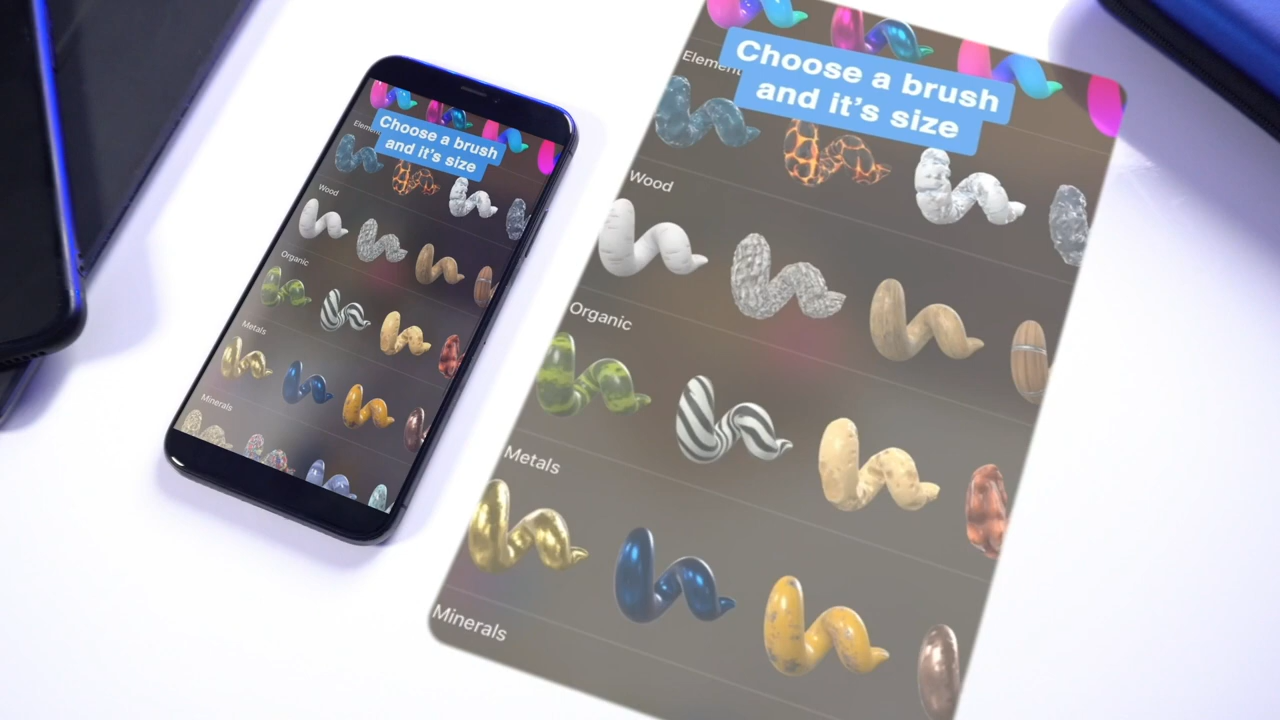 Choose a brush
and it's size
Element
Wood
Organic
Metals
Minerals
Choose a brush
and it’s size
Element
Wood
Organic
Metals
Minerals